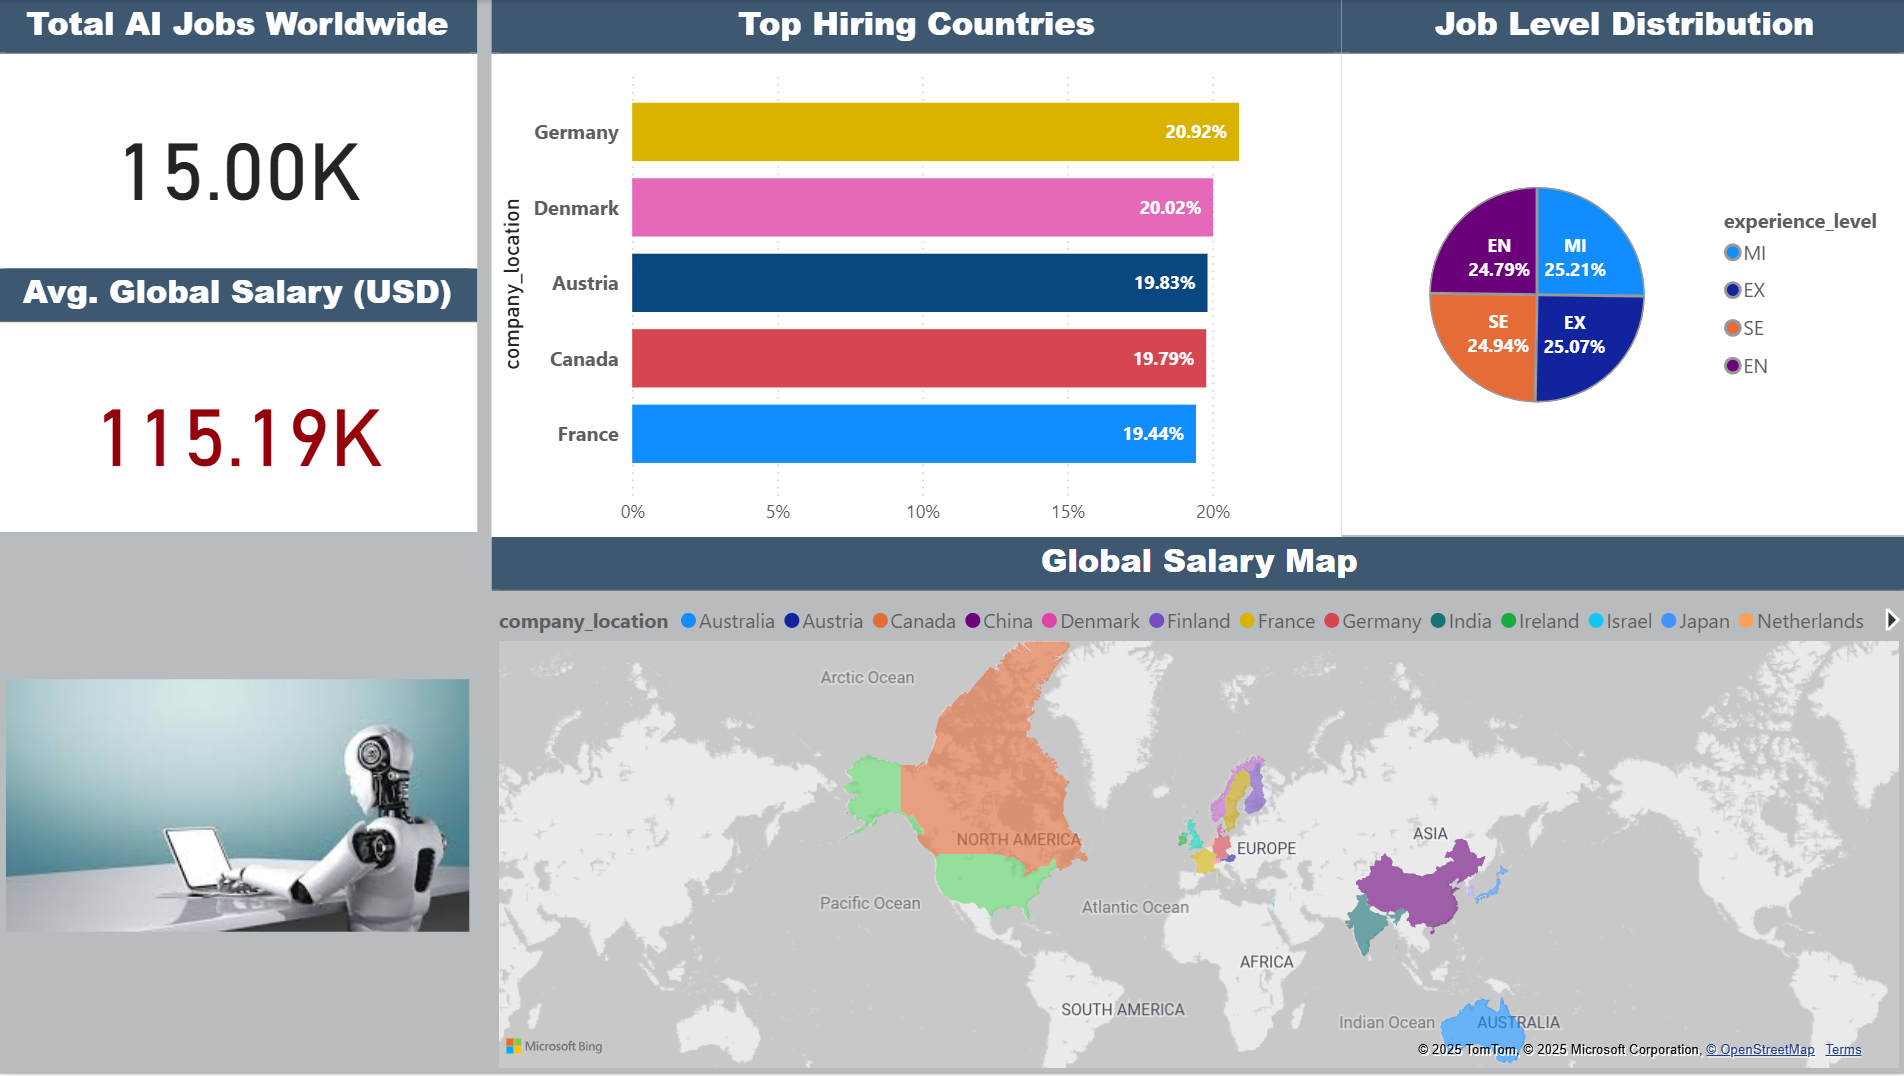 Total AI Jobs Worldwide
15.00K
Avg. Global Salary (USD)
115.19K
Top Hiring Countries
company_location
Germany 20.92%
Denmark 20.02%
Austria 19.83%
Canada 19.79%
France 19.44%
0% 5% 10% 15% 20%
Job Level Distribution
EN
24.79%
MI
25.21%
SE
24.94%
EX
25.07%
experience_level
MI
EX
SE
EN
Global Salary Map
company_location Australia Austria Canada China Denmark Finland France Germany India Ireland Israel Japan Netherlands
Arctic Ocean
NORTH AMERICA
EUROPE
ASIA
Pacific Ocean
Atlantic Ocean
AFRICA
SOUTH AMERICA
Indian Ocean
AUSTRALIA
Microsoft Bing
© 2025 TomTom, © 2025 Microsoft Corporation, © OpenStreetMap Terms